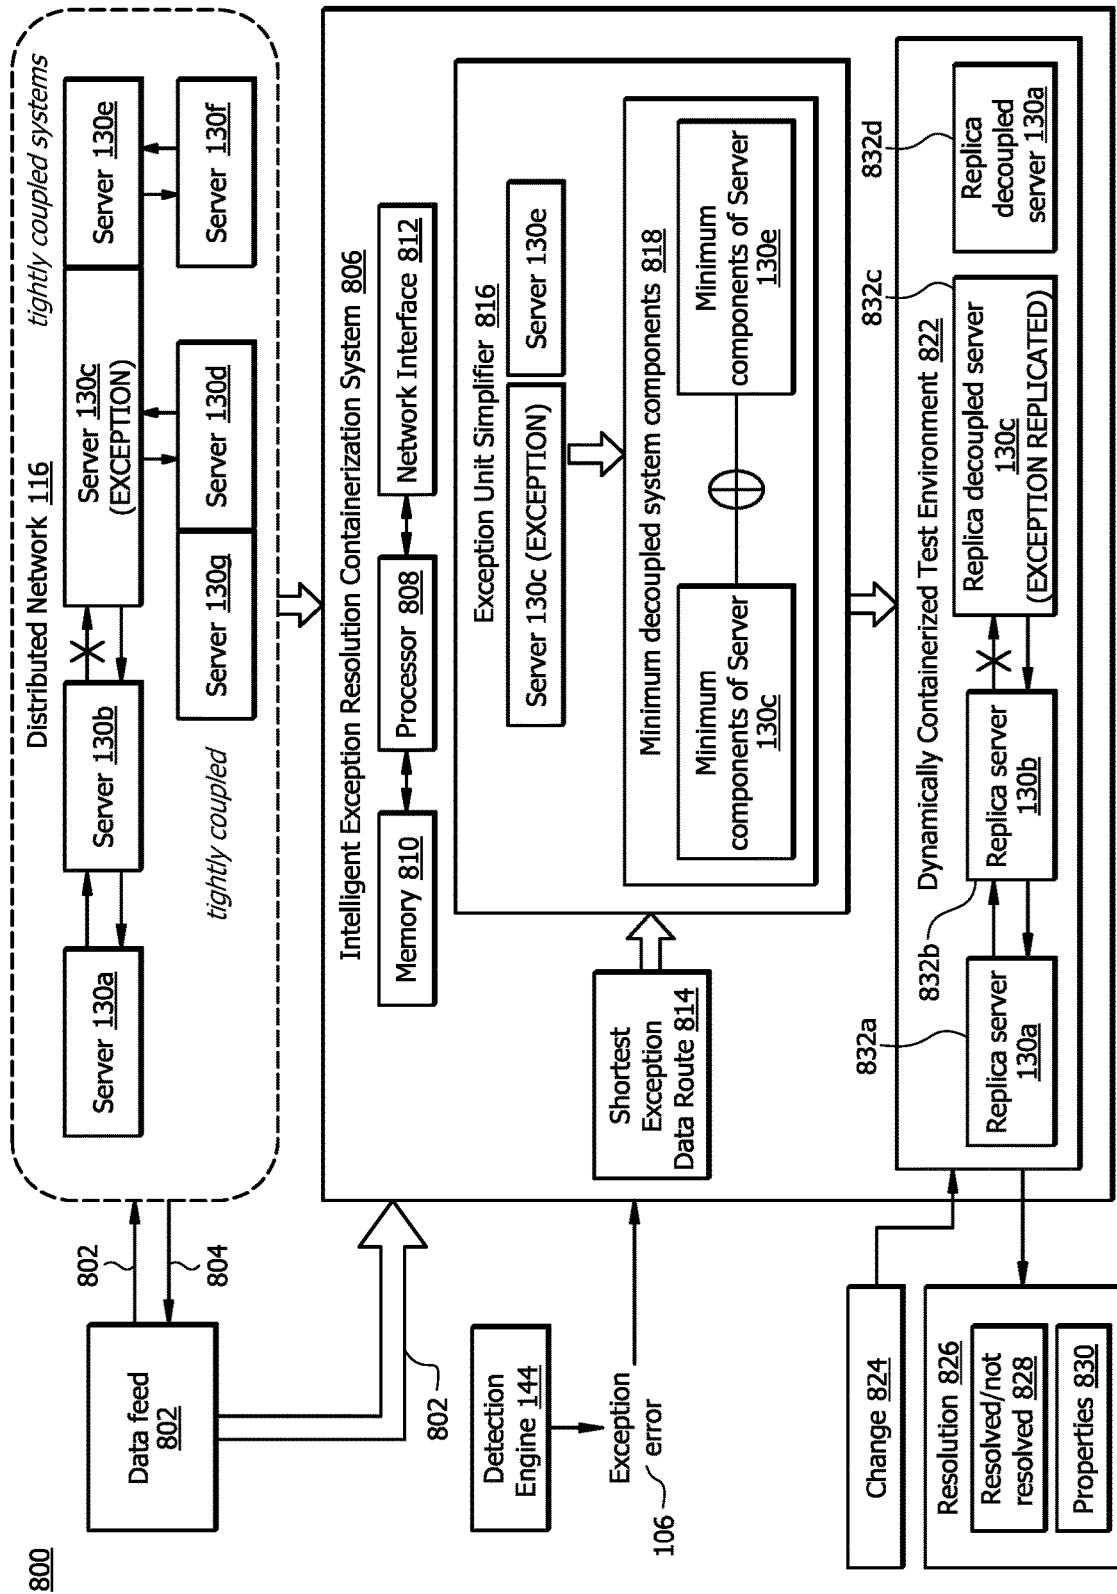 800
Data feed
802
802
804
802
Distributed Network 116
tightly coupled systems
Server 130a
Server 130b
Server 130c
(EXCEPTION)
Server 130e
Server 130f
Server 130d
Server 130g
tightly coupled
Detection
Engine 144
Exception
error
106
Intelligent Exception Resolution Containerization System 806
Memory 810
Processor 808
Network Interface 812
Shortest
Exception
Data Route 814
Exception Unit Simplifier 816
Server 130c (EXCEPTION)
Server 130e
Minimum decoupled system components 818
Minimum
components of Server
130c
Minimum
components of Server
130e
Change 824
Resolution 826
Resolved/not
resolved 828
Properties 830
Dynamically Containerized Test Environment 822
832a
Replica server
130a
832b
Replica server
130b
832c
Replica decoupled server
130c
(EXCEPTION REPLICATED)
832d
Replica
decoupled
server 130a